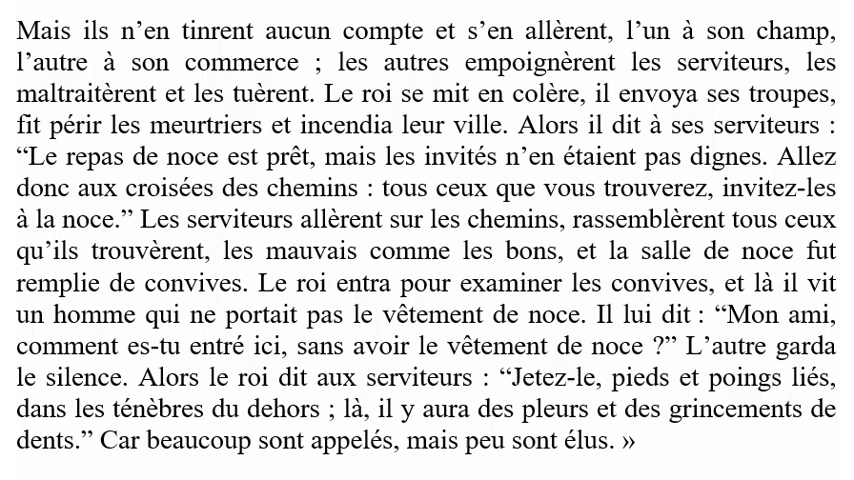 Mais ils n’en tinrent aucun compte et s’en allèrent, l’un à son champ,
l’autre à son commerce ; les autres empoignèrent les serviteurs, les
maltraitèrent et les tuèrent. Le roi se mit en colère, il envoya ses troupes,
fit périr les meurtriers et incendia leur ville. Alors il dit à ses serviteurs :
“Le repas de noce est prêt, mais les invités n’en étaient pas dignes. Allez
donc aux croisées des chemins : tous ceux que vous trouverez, invitez-les
à la noce.” Les serviteurs allèrent sur les chemins, rassemblèrent tous ceux
qu’ils trouvèrent, les mauvais comme les bons, et la salle de noce fut
remplie de convives. Le roi entra pour examiner les convives, et là il vit
un homme qui ne portait pas le vêtement de noce. Il lui dit : “Mon ami,
comment es-tu entré ici, sans avoir le vêtement de noce ?” L’autre garda
le silence. Alors le roi dit aux serviteurs : “Jetez-le, pieds et poings liés,
dans les ténèbres du dehors ; là, il y aura des pleurs et des grincements de
dents.” Car beaucoup sont appelés, mais peu sont élus. »